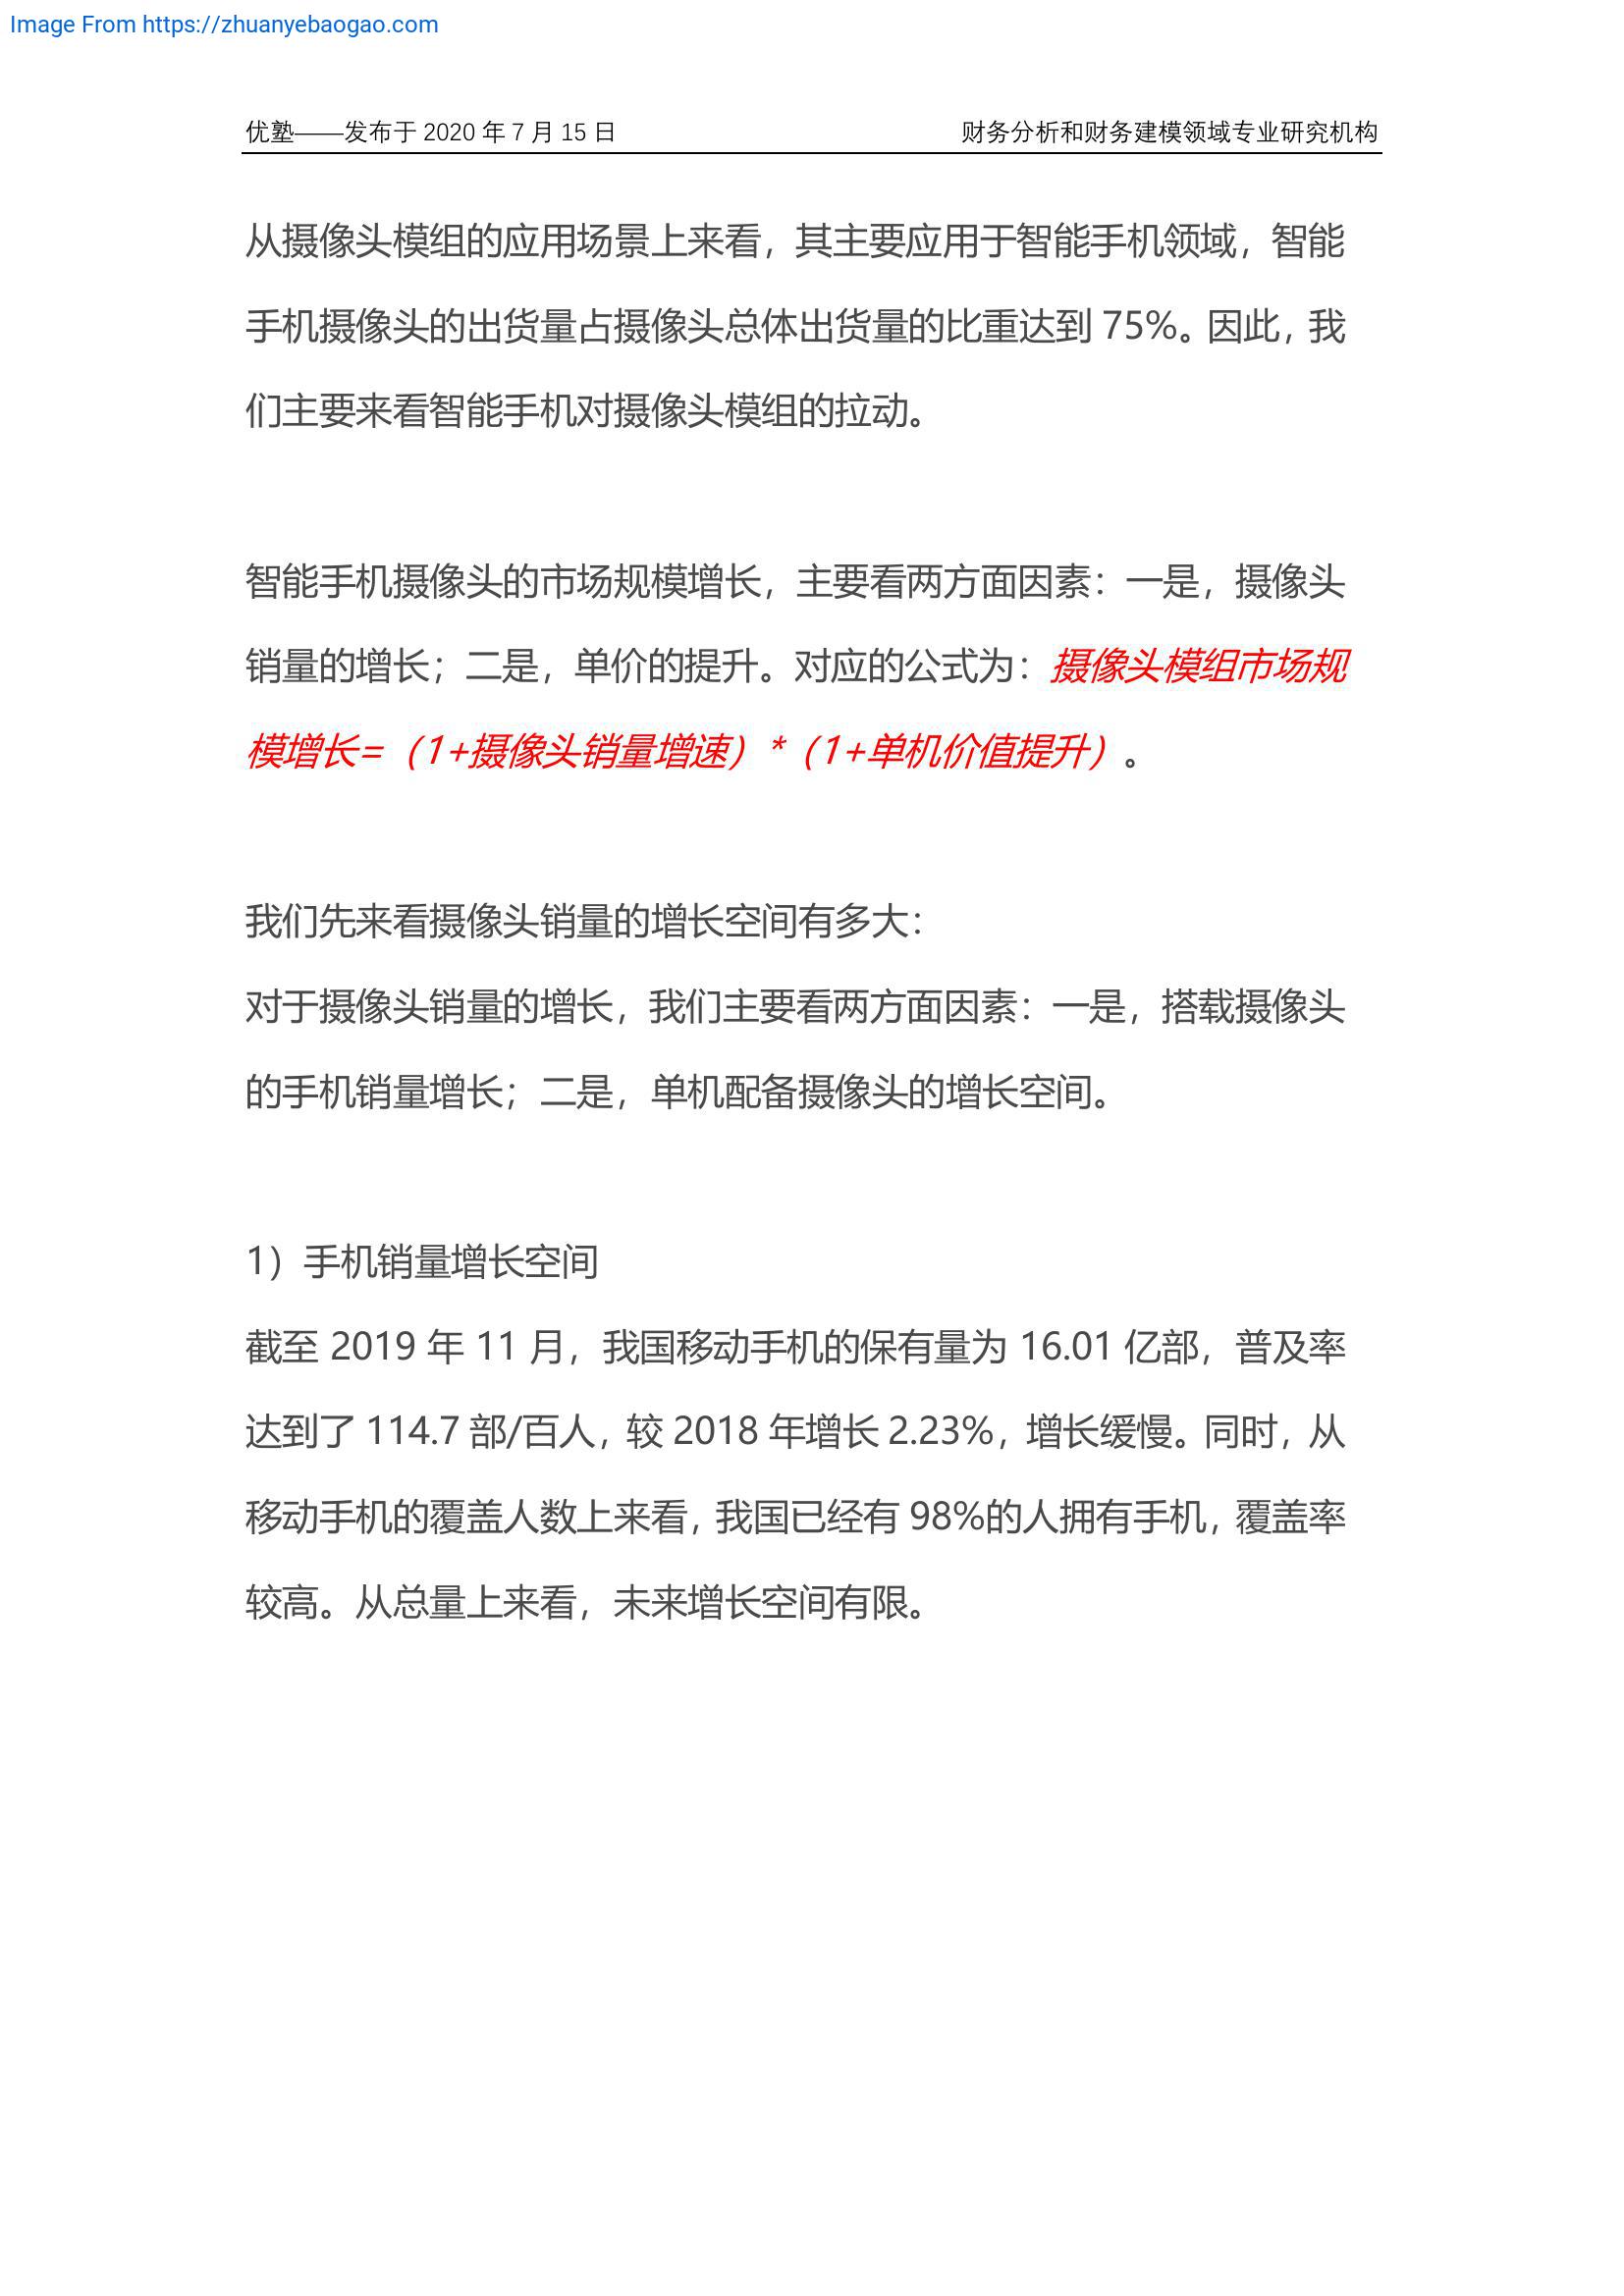 Image From https://zhuanyebaogao.com
优塾——发布于 2020 年 7 月 15 日 财务分析和财务建模领域专业研究机构
从摄像头模组的应用场景上来看，其主要应用于智能手机领域，智能
手机摄像头的出货量占摄像头总体出货量的比重达到 75%。因此，我
们主要来看智能手机对摄像头模组的拉动。
智能手机摄像头的市场规模增长，主要看两方面因素：一是，摄像头
销量的增长；二是，单价的提升。对应的公式为：摄像头模组市场规
模增长=（1+摄像头销量增速）*（1+单机价值提升）。
我们先来看摄像头销量的增长空间有多大：
对于摄像头销量的增长，我们主要看两方面因素：一是，搭载摄像头
的手机销量增长；二是，单机配备摄像头的增长空间。
1）手机销量增长空间
截至 2019 年 11 月，我国移动手机的保有量为 16.01 亿部，普及率
达到了 114.7 部/百人，较 2018 年增长 2.23%，增长缓慢。同时，从
移动手机的覆盖人数上来看，我国已经有 98%的人拥有手机，覆盖率
较高。从总量上来看，未来增长空间有限。